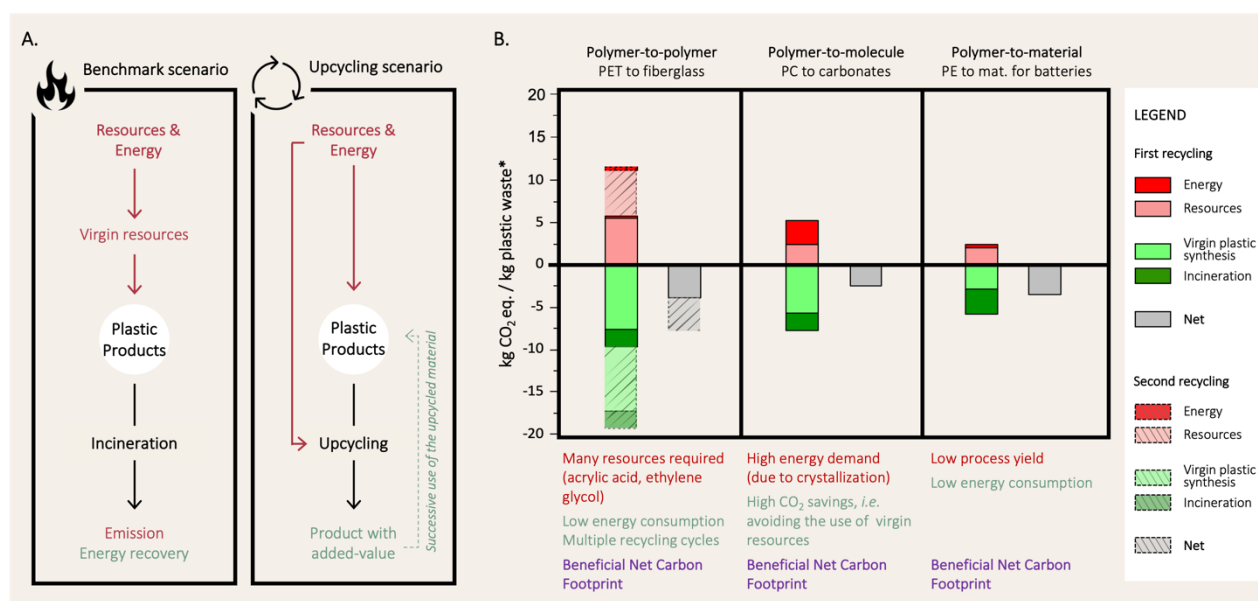 A.
Benchmark scenario
Resources &
Energy
Virgin resources
Plastic
Products
Incineration
Emission
Energy recovery
Upcycling scenario
Resources &
Energy
Plastic
Products
Upcycling
Product with
added-value
Successive use of the upcycled material
B.
Polymer-to-polymer
PET to fiberglass
Polymer-to-molecule
PC to carbonates
Polymer-to-material
PE to mat. for batteries
kg CO2 eq. / kg plastic waste*
20
15
10
5
0
-5
-10
-15
-20
Many resources required
(acrylic acid, ethylene
glycol)
Low energy consumption
Multiple recycling cycles
Beneficial Net Carbon
Footprint
High energy demand
(due to crystallization)
High CO2 savings, i.e.
avoiding the use of virgin
resources
Beneficial Net Carbon
Footprint
Low process yield
Low energy consumption
Beneficial Net Carbon
Footprint
LEGEND
First recycling
Energy
Resources
Virgin plastic
synthesis
Incineration
Net
Second recycling
Energy
Resources
Virgin plastic
synthesis
Incineration
Net